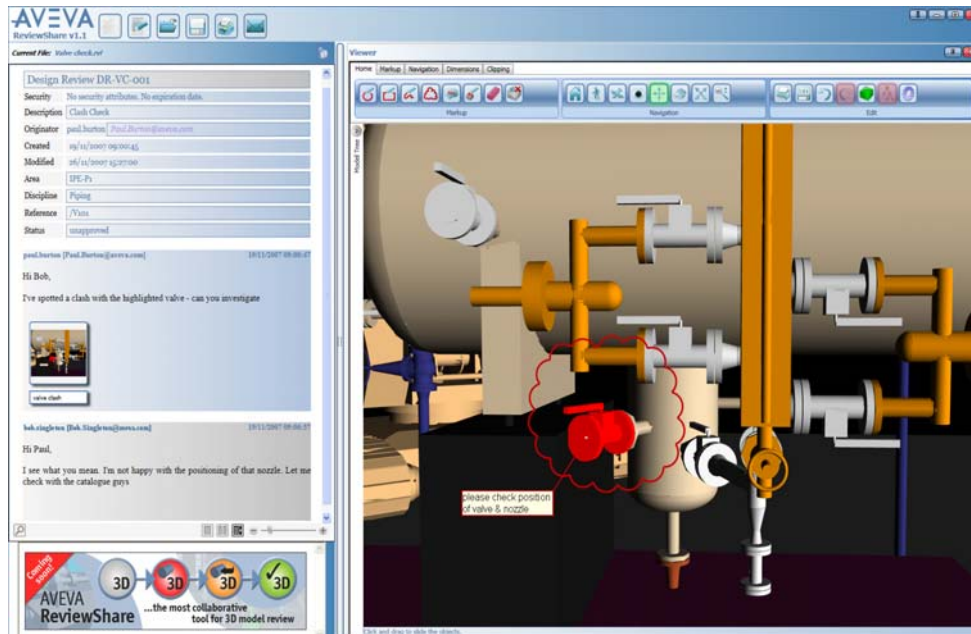 AVEVA
ReviewShare v1.1
Current File: Valve check.rvf
Design Review DR-VC-001
Security No security attributes. No expiration date.
Description Clash Check
Originator paul.burton Paul.Burton@aveva.com
Created 19/11/2007 09:00:45
Modified 26/11/2007 15:27:00
Area IPE-P1
Discipline Piping
Reference /V101
Status unapproved
paul.burton [Paul.Burton@aveva.com] 19/11/2007 09:06:47
Hi Bob,
I've spotted a clash with the highlighted valve - can you investigate
valve clash
bob.singleton [Bob.Singleton@aveva.com]
Hi Paul,
I see what you mean. I'm not happy with the positioning of that nozzle. Let me
check with the catalogue guys
Coming
soon!
3D 3D 3D 3D
AVEVA
ReviewShare
...the most collaborative
tool for 3D model review
Viewer
Home Markup Navigation Dimensions Clipping
Markup Navigation Edit
Model Tree
please check position
of valve & nozzle
Click and drag to slide the objects.